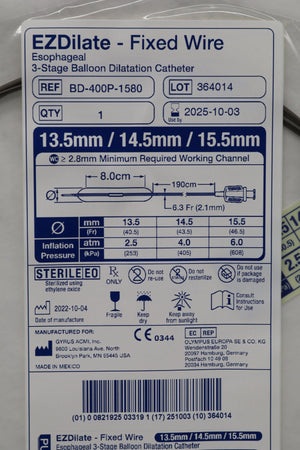 EZDilate - Fixed Wire
Esophageal
3-Stage Balloon Dilatation Catheter
REF BD-400P-1580 LOT 364014
QTY 1 Use by 2025-10-03
13.5mm / 14.5mm / 15.5mm
WC ≥ 2.8mm Minimum Required Working Channel
8.0cm
190cm
6.3 Fr (2.1mm)
Ø mm 13.5 14.5 15.5
(Fr) (40.5) (43.5) (46.5)
Inflation Pressure atm 2.5 4.0 6.0
(kPa) (253) (405) (608)
STERILE EO
Sterilized using ethylene oxide
Rx ONLY
Do not re-use
Do not resterilize
Do not use if package is damaged
2022-10-04
Date of manufacture
Fragile
Keep dry
Keep away from sunlight
Consult Instructions for Use
GYRUS ACMI, Inc.
9600 Louisiana Ave. North
Brooklyn Park, MN 55445 USA
MADE IN MEXICO
CE 0344
EC REP
OLYMPUS EUROPA SE & CO. KG
Wendenstraße 20
20097 Hamburg, Germany
Postfach 10 49 08
20034 Hamburg, Germany
(01) 0 0821925 03319 1 (17) 251003 (10) 364014
EZDilate - Fixed Wire 13.5mm / 14.5mm / 15.5mm
Esophageal 3-Stage Balloon Dilatation Catheter